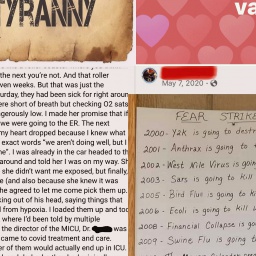 TYRANNY
the next you're not. And that roller
ven weeks. But that was just the
urday, they had been sick for right aroun
ere short of breath but checking O2 sats
ngerously low. I made her promise that if
we were going to the ER. The next
my heart dropped because I knew what
exact words "we aren't doing well, but I
ne". I was already in the car headed to the
around and told her I was on my way. Sh
she didn't want me exposed, but finally,
e (and also because she knew it was
he agreed to let me come pick them up.
king out of his head, saying things that
from hypoxia. I loaded them up and too
where I'd been told by multiple
the director of the MICU, Dr.
was
came to covid treatment and care.
er of them would actually end up in ICU.
va
May 7, 2020 ·
FEAR STRIKE
2000- Y2K is going to destr
2001- Anthrax is going to
2002- West Nile Virus is goin
2003- Sars is going to Kill
2005- Bird Flu is going to K
2006- Ecoli is going to Kill
2008- Financial Collapse is go
2009- Swine Flu is going t